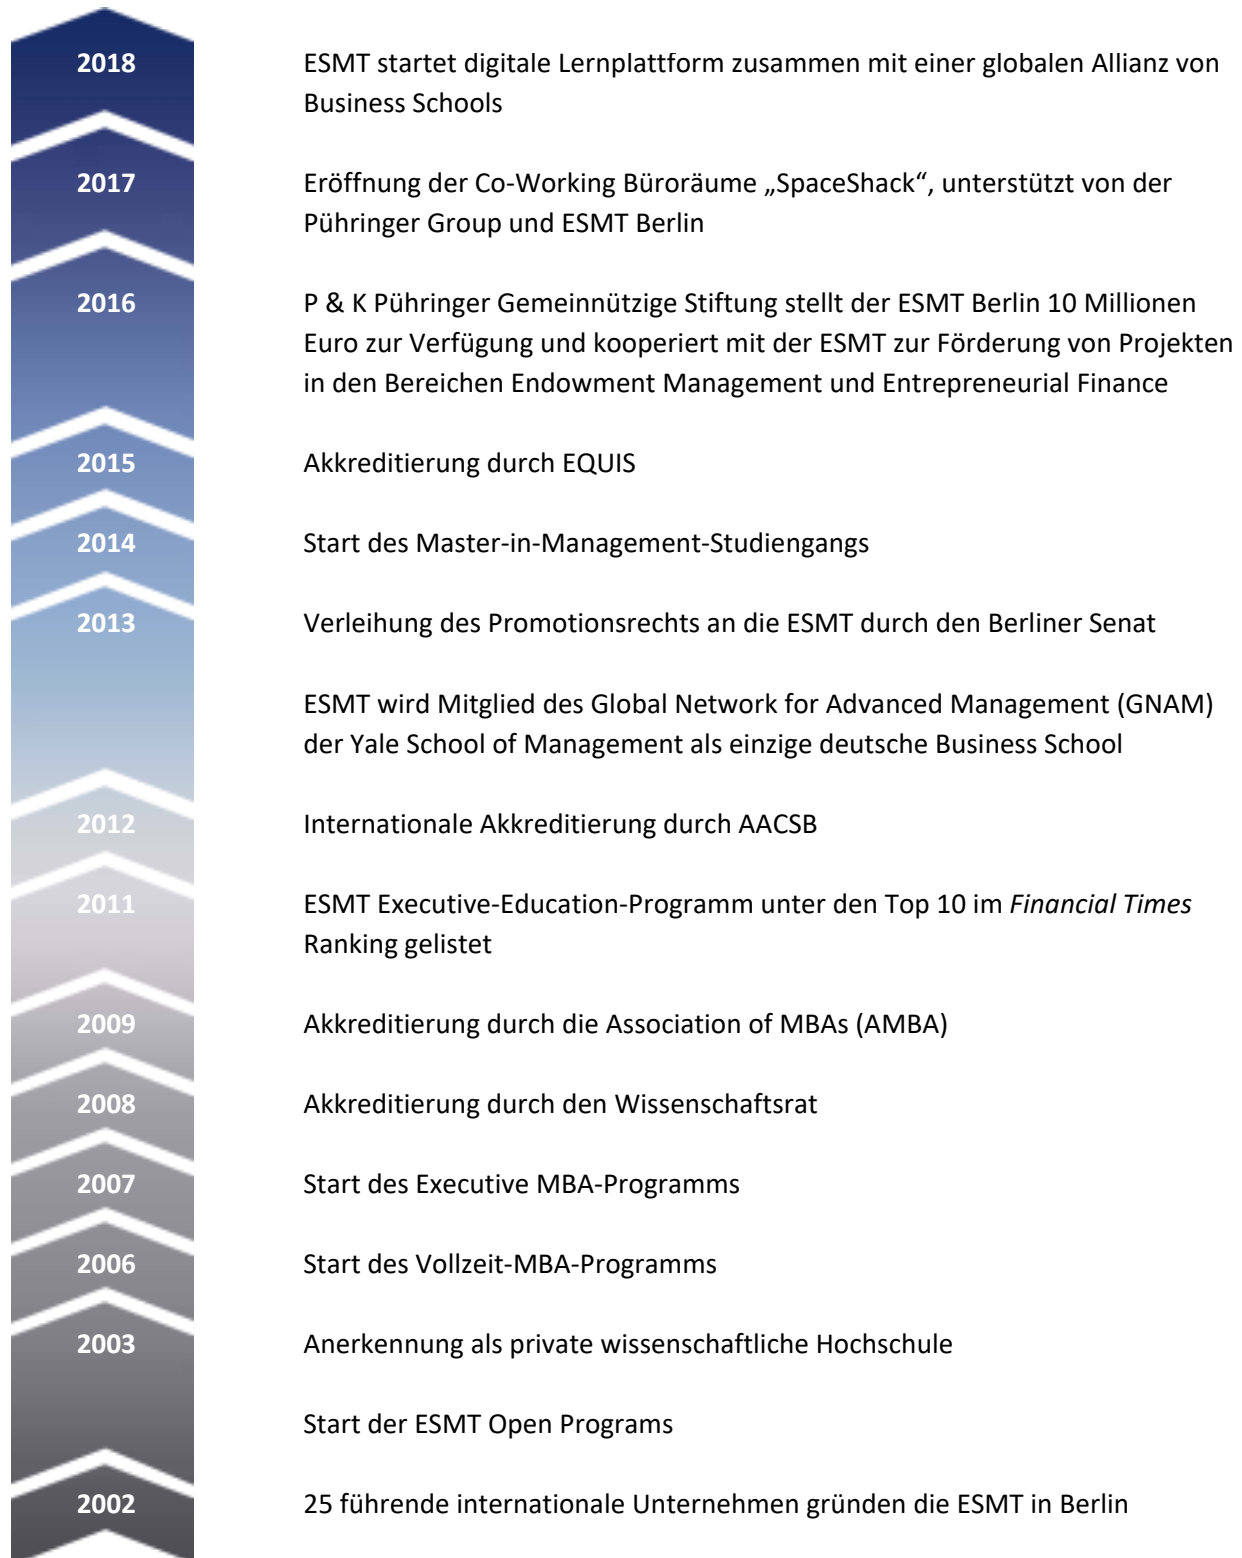 2018 ESMT startet digitale Lernplattform zusammen mit einer globalen Allianz von
Business Schools
2017 Eröffnung der Co-Working Büroräume „SpaceShack“, unterstützt von der
Pühringer Group und ESMT Berlin
2016 P & K Pühringer Gemeinnützige Stiftung stellt der ESMT Berlin 10 Millionen
Euro zur Verfügung und kooperiert mit der ESMT zur Förderung von Projekten
in den Bereichen Endowment Management und Entrepreneurial Finance
2015 Akkreditierung durch EQUIS
2014 Start des Master-in-Management-Studiengangs
2013 Verleihung des Promotionsrechts an die ESMT durch den Berliner Senat
ESMT wird Mitglied des Global Network for Advanced Management (GNAM)
der Yale School of Management als einzige deutsche Business School
2012 Internationale Akkreditierung durch AACSB
2011 ESMT Executive-Education-Programm unter den Top 10 im Financial Times
Ranking gelistet
2009 Akkreditierung durch die Association of MBAs (AMBA)
2008 Akkreditierung durch den Wissenschaftsrat
2007 Start des Executive MBA-Programms
2006 Start des Vollzeit-MBA-Programms
2003 Anerkennung als private wissenschaftliche Hochschule
Start der ESMT Open Programs
2002 25 führende internationale Unternehmen gründen die ESMT in Berlin